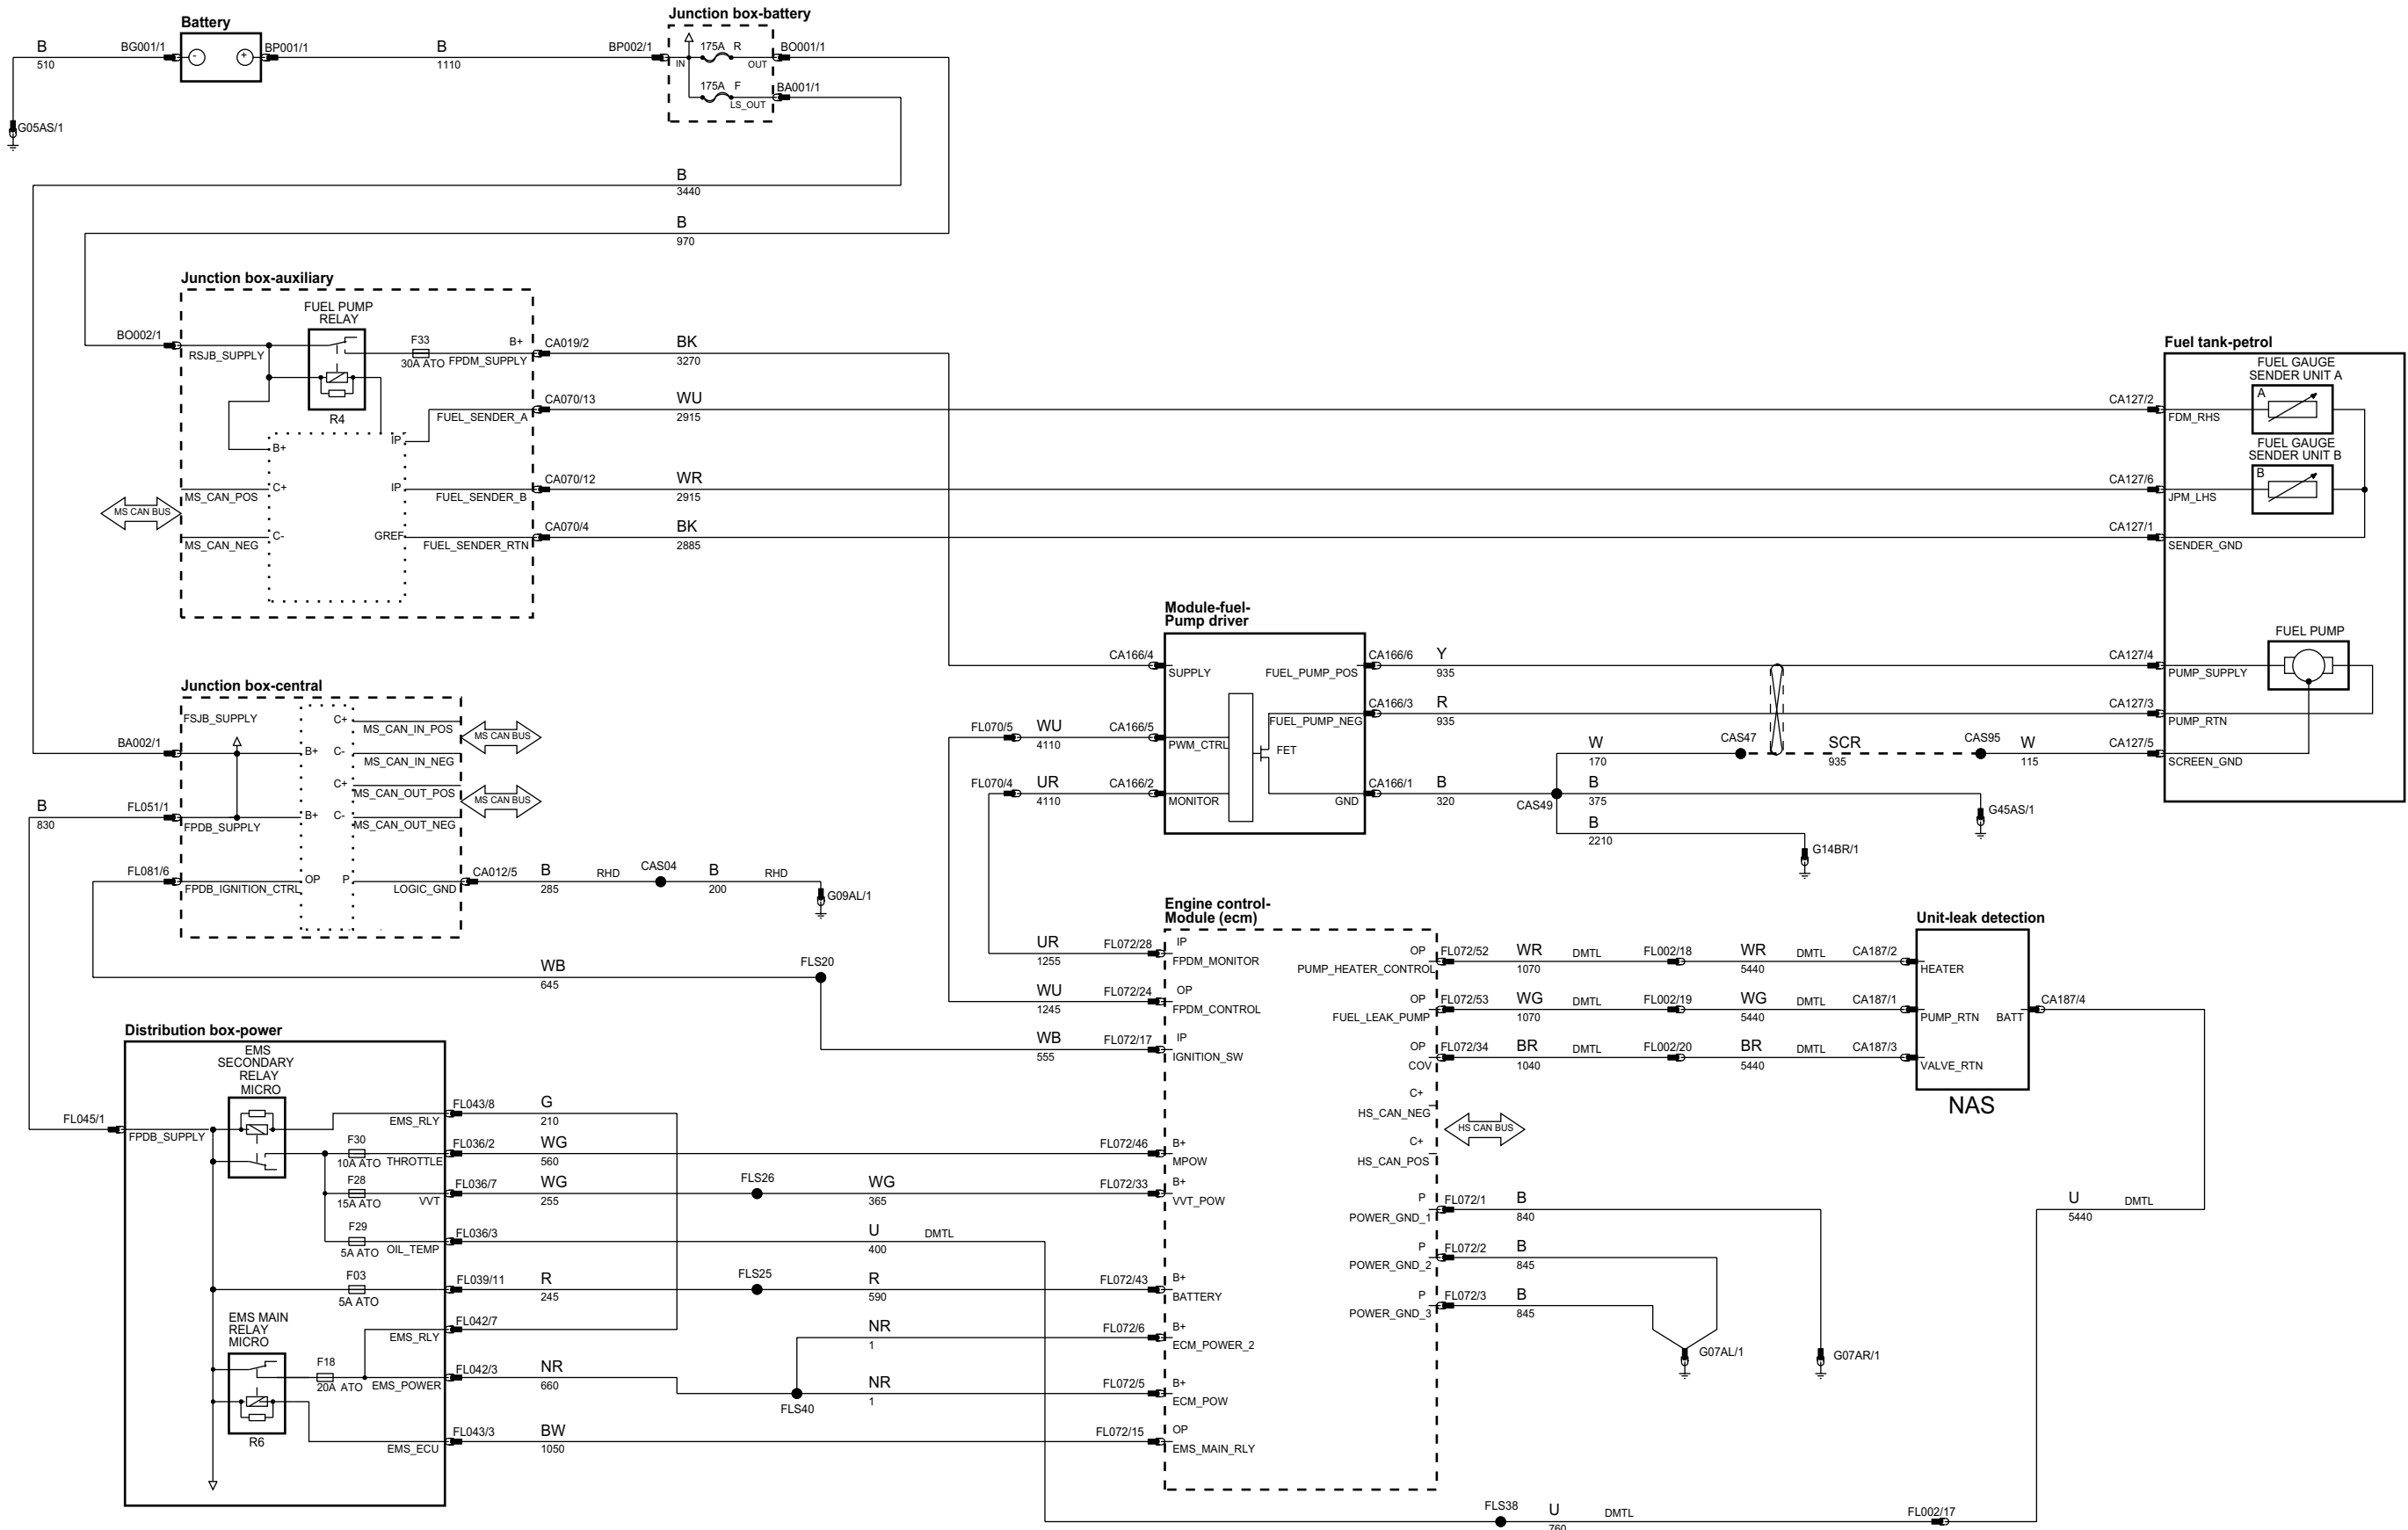 Battery
B
510
BG001/1
-
+
BP001/1
B
1110
G05AS/1
Junction box-battery
BP002/1
IN
175A R
OUT
BO001/1
175A F
LS_OUT
BA001/1
B
3440
B
970
Junction box-auxiliary
FUEL PUMP
RELAY
BO002/1
RSJB_SUPPLY
F33
30A ATO
B+
FPDM_SUPPLY
CA019/2
BK
3270
R4
FUEL_SENDER_A
CA070/13
WU
2915
B+
IP
C+
MS_CAN_POS
MS CAN BUS
C-
MS_CAN_NEG
IP
FUEL_SENDER_B
CA070/12
WR
2915
GREF
FUEL_SENDER_RTN
CA070/4
BK
2885
Fuel tank-petrol
FUEL GAUGE
SENDER UNIT A
A
CA127/2
FDM_RHS
FUEL GAUGE
SENDER UNIT B
B
CA127/6
JPM_LHS
CA127/1
SENDER_GND
FUEL PUMP
CA127/4
PUMP_SUPPLY
CA127/3
PUMP_RTN
CA127/5
SCREEN_GND
Module-fuel-
Pump driver
CA166/4
SUPPLY
FUEL_PUMP_POS
CA166/6
Y
935
FUEL_PUMP_NEG
CA166/3
R
935
FL070/5
WU
4110
CA166/5
PWM_CTRL
FET
FL070/4
UR
4110
CA166/2
MONITOR
GND
CA166/1
B
320
CAS49
W
170
CAS47
SCR
935
CAS95
W
115
B
375
G45AS/1
B
2210
G14BR/1
Junction box-central
FSJB_SUPPLY
BA002/1
B+
C+
MS_CAN_IN_POS
C-
MS_CAN_IN_NEG
MS CAN BUS
C+
MS_CAN_OUT_POS
C-
MS_CAN_OUT_NEG
MS CAN BUS
B
830
FL051/1
FPDB_SUPPLY
B+
FL081/6
FPDB_IGNITION_CTRL
OP
P
LOGIC_GND
CA012/5
B
285
RHD
CAS04
B
200
RHD
G09AL/1
WB
645
FLS20
Engine control-
Module (ecm)
UR
1255
FL072/28
IP
FPDM_MONITOR
WU
1245
FL072/24
OP
FPDM_CONTROL
WB
555
FL072/17
IP
IGNITION_SW
OP
PUMP_HEATER_CONTROL
FL072/52
WR
1070
DMTL
FL002/18
WR
5440
DMTL
CA187/2
OP
FUEL_LEAK_PUMP
FL072/53
WG
1070
DMTL
FL002/19
WG
5440
DMTL
CA187/1
OP
COV
FL072/34
BR
1040
DMTL
FL002/20
BR
5440
DMTL
CA187/3
Unit-leak detection
HEATER
PUMP_RTN
BATT
CA187/4
VALVE_RTN
NAS
C+
HS_CAN_NEG
HS CAN BUS
C+
HS_CAN_POS
Distribution box-power
EMS
SECONDARY
RELAY
MICRO
FL045/1
FPDB_SUPPLY
EMS_RLY
FL043/8
G
210
F30
10A ATO
THROTTLE
FL036/2
WG
560
FL072/46
B+
MPOW
F28
15A ATO
VVT
FL036/7
WG
255
FLS26
WG
365
FL072/33
B+
VVT_POW
F29
5A ATO
OIL_TEMP
FL036/3
U
400
DMTL
F03
5A ATO
FL039/11
R
245
FLS25
R
590
FL072/43
B+
BATTERY
EMS MAIN
RELAY
MICRO
EMS_RLY
FL042/7
NR
1
FL072/6
B+
ECM_POWER_2
F18
20A ATO
EMS_POWER
FL042/3
NR
660
FLS40
NR
1
FL072/5
B+
ECM_POW
R6
EMS_ECU
FL043/3
BW
1050
FL072/15
OP
EMS_MAIN_RLY
P
POWER_GND_1
FL072/1
B
840
P
POWER_GND_2
FL072/2
B
845
P
POWER_GND_3
FL072/3
B
845
G07AL/1
G07AR/1
U
5440
DMTL
FLS38
U
760
DMTL
FL002/17